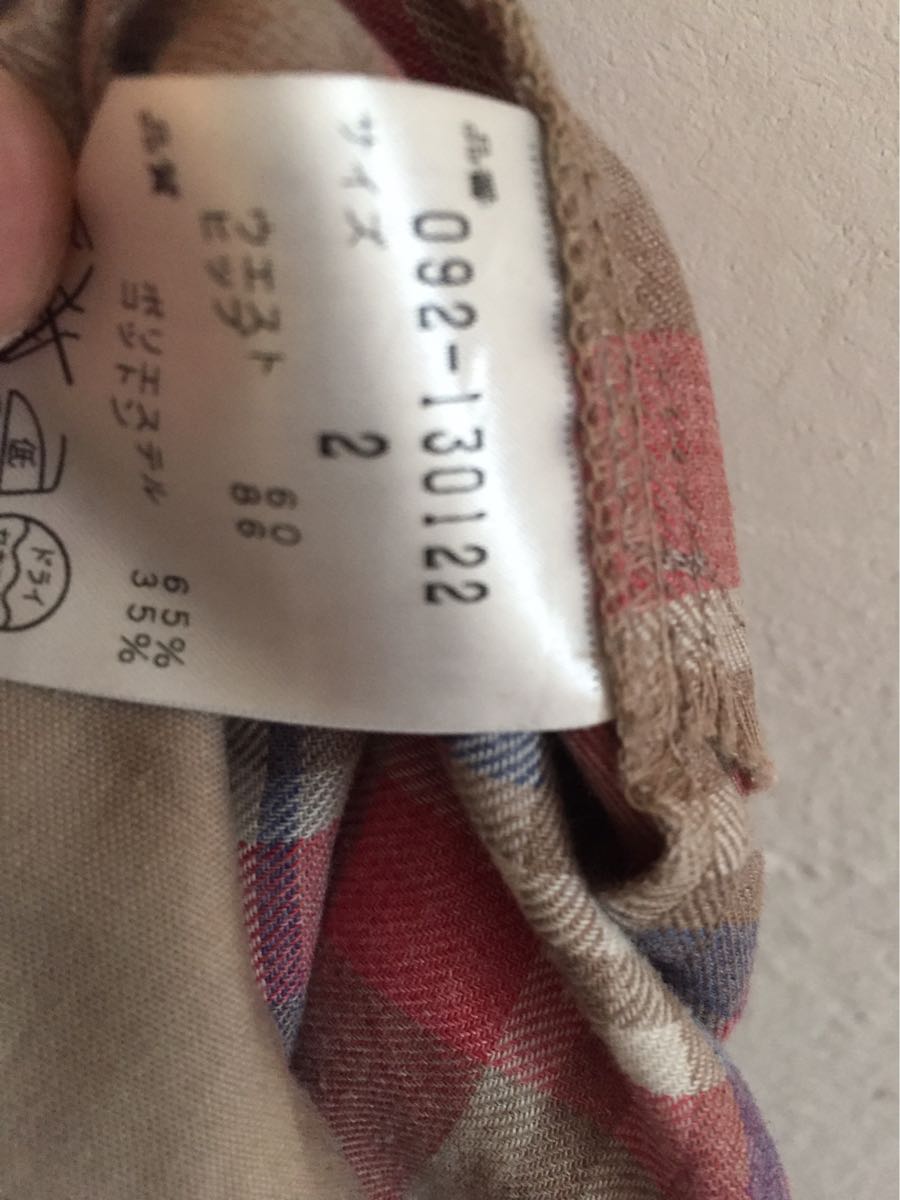 品番 092-130122
サイズ 2
ウエスト 60
ヒップ 86
品質 ポリエステル 65%
35%
低
ドライ